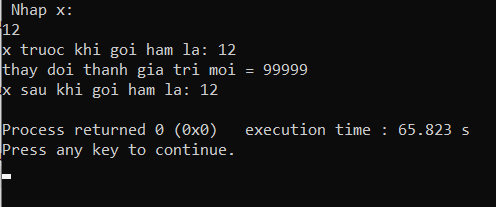 Nhap x:
12
x truoc khi goi ham la: 12
thay doi thanh gia tri moi = 99999
x sau khi goi ham la: 12
Process returned 0 (0x0)   execution time : 65.823 s
Press any key to continue.